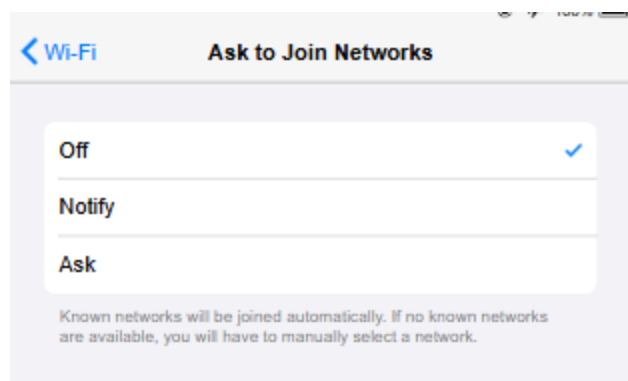 Wi-Fi Ask to Join Networks
Off
Notify
Ask
Known networks will be joined automatically. If no known networks
are available, you will have to manually select a network.